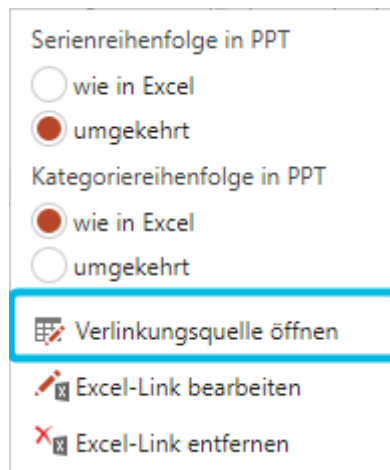 Serienreihenfolge in PPT
wie in Excel
umgekehrt
Kategoriereihenfolge in PPT
wie in Excel
umgekehrt
Verlinkungsquelle öffnen
Excel-Link bearbeiten
Excel-Link entfernen